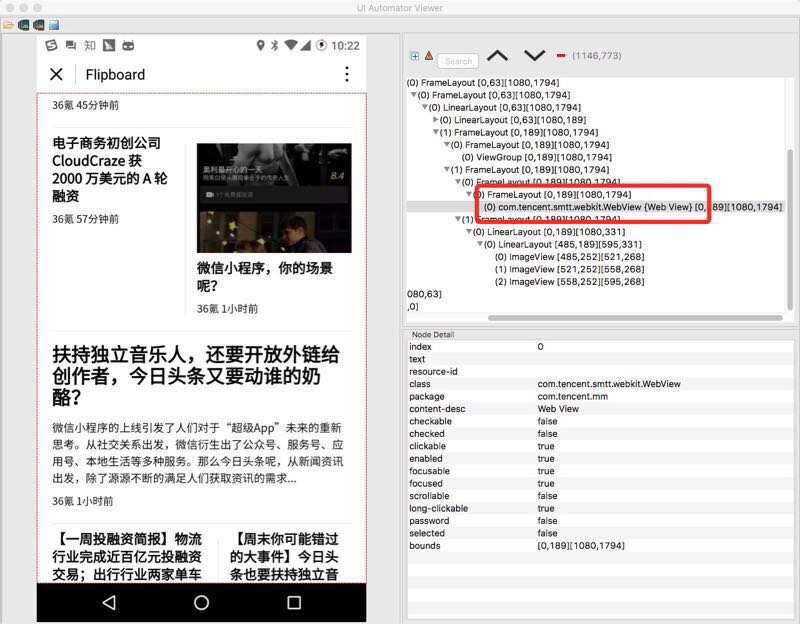 UI Automator Viewer
知
10:22
Flipboard
36氪 45分钟前
电子商务初创公司
CloudCraze 获
2000 万美元的 A 轮
融资
36氪 57分钟前
奥利最开心的一天
8.4
微信小程序，你的场景
呢？
36氪 1小时前
扶持独立音乐人，还要开放外链给
创作者，今日头条又要动谁的奶
酪？
微信小程序的上线引发了人们对于“超级App”未来的重新
思考。从社交关系出发，微信衍生出了公众号、服务号、应
用号、本地生活等多种服务。那么今日头条呢，从新闻资讯
出发，除了源源不断的满足人们获取资讯的需求...
36氪 1小时前
【一周投融资简报】物流
行业完成近百亿元投融资
交易；出行行业两家单车
【周末你可能错过
的大事件】今日头
条也要扶持独立音
Search
(1146,773)
(0) FrameLayout [0,63][1080,1794]
(0) FrameLayout [0,63][1080,1794]
(0) LinearLayout [0,63][1080,1794]
(0) LinearLayout [0,63][1080,189]
(1) FrameLayout [0,189][1080,1794]
(0) FrameLayout [0,189][1080,1794]
(0) ViewGroup [0,189][1080,1794]
(1) FrameLayout [0,189][1080,1794]
(0) FrameLayout [0,189][1080,1794]
(0) FrameLayout [0,189][1080,1794]
(0) com.tencent.smtt.webkit.WebView {Web View} [0,189][1080,1794]
(1) FrameLayout [0,189][1080,1794]
(0) LinearLayout [0,189][1080,331]
(0) LinearLayout [485,189][595,331]
(0) ImageView [485,252][521,268]
(1) ImageView [521,252][558,268]
(2) ImageView [558,252][595,268]
080,63]
,0]
Node Detail
index 0
text
resource-id
class com.tencent.smtt.webkit.WebView
package com.tencent.mm
content-desc Web View
checkable false
checked false
clickable true
enabled true
focusable true
focused true
scrollable false
long-clickable true
password false
selected false
bounds [0,189][1080,1794]